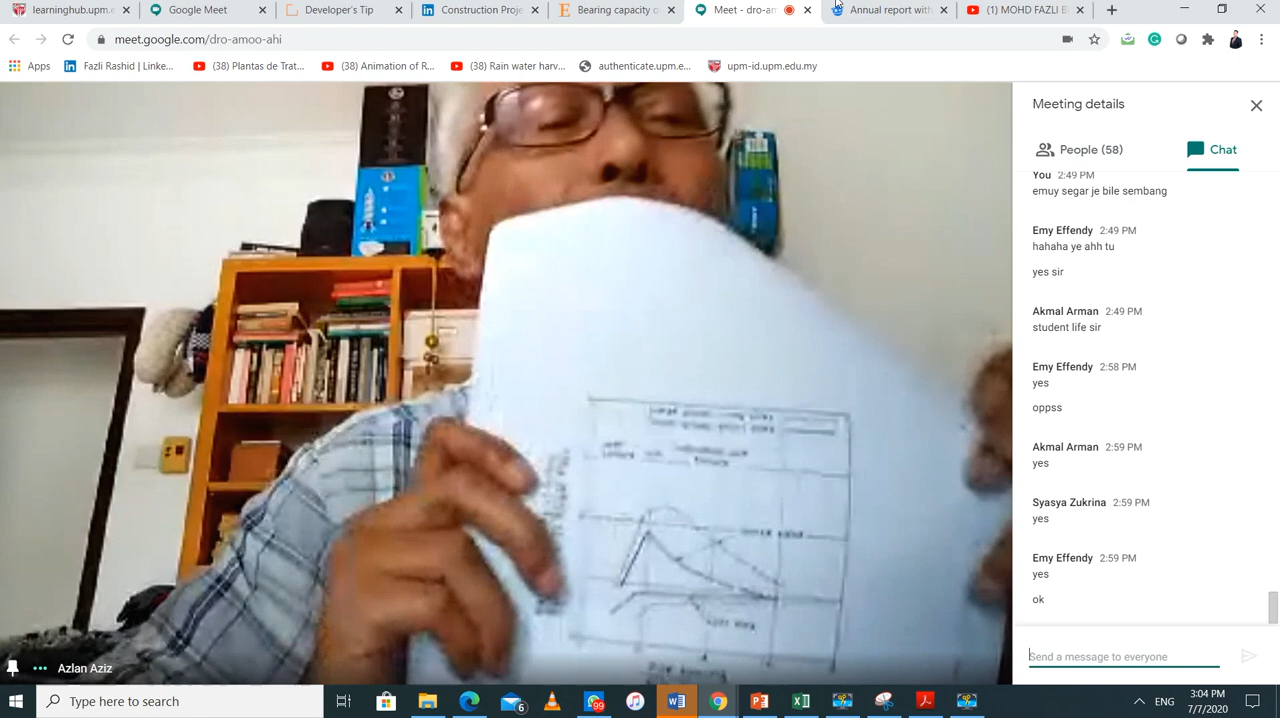 learninghub.upm.e
Google Meet
Developer's Tip
Construction Proje
Bearing capacity o
Meet - dro-am
Annual report with
(1) MOHD FAZLI B
meet.google.com/dro-amoo-ahi
Apps
Fazli Rashid | Linke...
(38) Plantas de Trat...
(38) Animation of R...
(38) Rain water harv...
authenticate.upm.e...
upm-id.upm.edu.my
Meeting details
People (58)
Chat
You 2:49 PM
emuy segar je bile sembang
Emy Effendy 2:49 PM
hahaha ye ahh tu
yes sir
Akmal Arman 2:49 PM
student life sir
Emy Effendy 2:58 PM
yes
oppss
Akmal Arman 2:59 PM
yes
Syasya Zukrina 2:59 PM
yes
Emy Effendy 2:59 PM
yes
ok
Send a message to everyone
Azlan Aziz
Type here to search
6
99
ENG
3:04 PM
7/7/2020